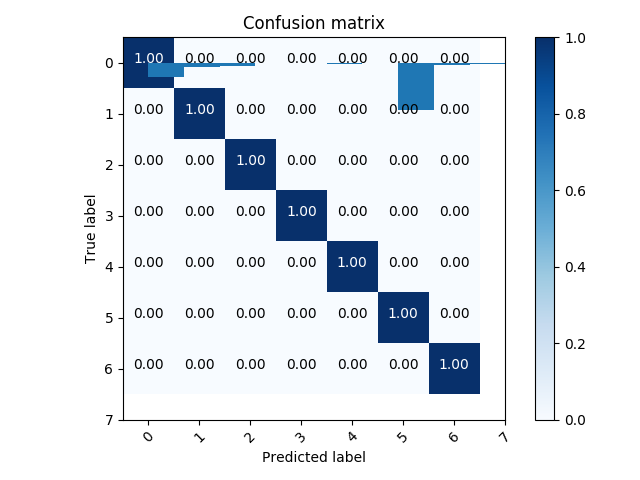 Confusion matrix
0 1.00 0.00 0.00 0.00 0.00 0.00 0.00
1 0.00 1.00 0.00 0.00 0.00 0.00 0.00
2 0.00 0.00 1.00 0.00 0.00 0.00 0.00
3 0.00 0.00 0.00 1.00 0.00 0.00 0.00
4 0.00 0.00 0.00 0.00 1.00 0.00 0.00
5 0.00 0.00 0.00 0.00 0.00 1.00 0.00
6 0.00 0.00 0.00 0.00 0.00 0.00 1.00
7
True label
0 1 2 3 4 5 6 7
Predicted label
1.0
0.8
0.6
0.4
0.2
0.0